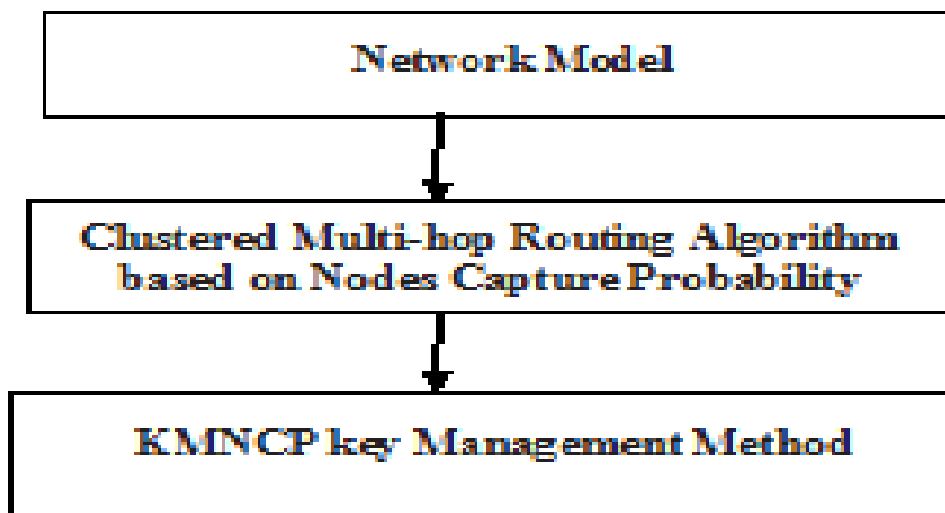 Network Model
Clustered Multi-hop Routing Algorithm
based on Nodes Capture Probability
KMNCP key Management Method